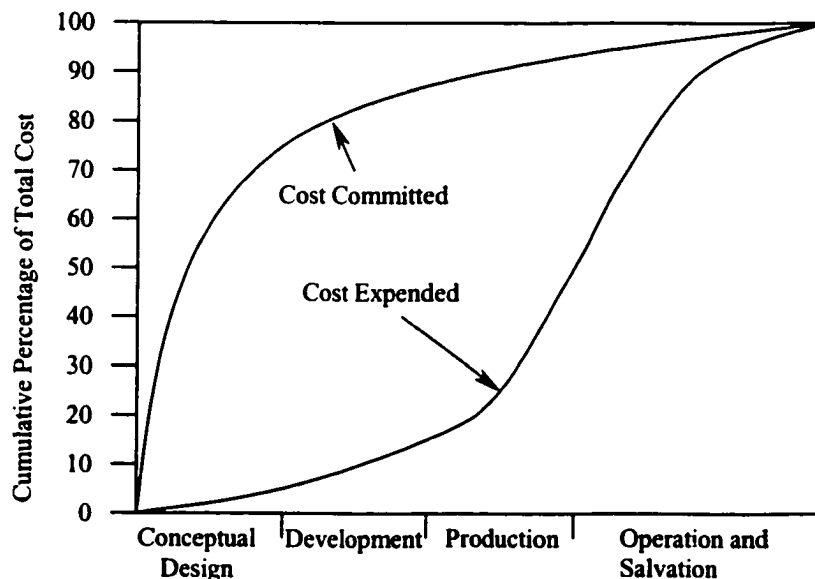 Cumulative Percentage of Total Cost
100
90
80
70
60
50
40
30
20
10
0
Cost Committed
Cost Expended
Conceptual Design
Development
Production
Operation and Salvation